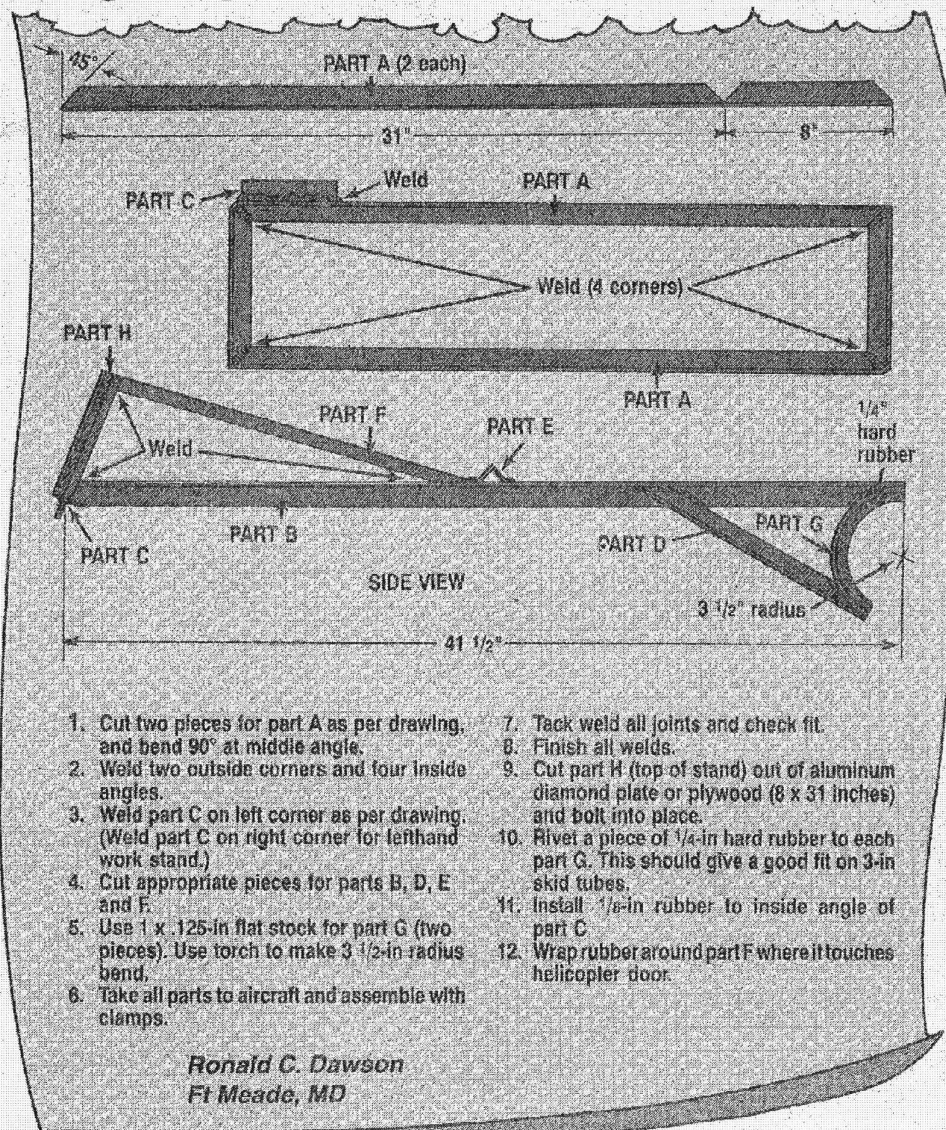 45°
PART A (2 each)
31"
8"
PART C
Weld
PART A
Weld (4 corners)
PART H
PART A
PART F
PART E
1/4"
hard
rubber
Weld
PART B
PART C
PART D
PART G
SIDE VIEW
3 1/2" radius
41 1/2"
1. Cut two pieces for part A as per drawing,
and bend 90° at middle angle.
2. Weld two outside corners and four inside
angles.
3. Weld part C on left corner as per drawing.
(Weld part C on right corner for lefthand
work stand.)
4. Cut appropriate pieces for parts B, D, E
and F.
5. Use 1 x .125-in flat stock for part G (two
pieces). Use torch to make 3 1/2-in radius
bend.
6. Take all parts to aircraft and assemble with
clamps.
7. Tack weld all joints and check fit.
8. Finish all welds.
9. Cut part H (top of stand) out of aluminum
diamond plate or plywood (8 x 31 inches)
and bolt into place.
10. Rivet a piece of 1/4-in hard rubber to each
part G. This should give a good fit on 3-in
skid tubes.
11. Install 1/8-in rubber to inside angle of
part C
12. Wrap rubber around part F where it touches
helicopter door.
Ronald C. Dawson
Ft Meade, MD